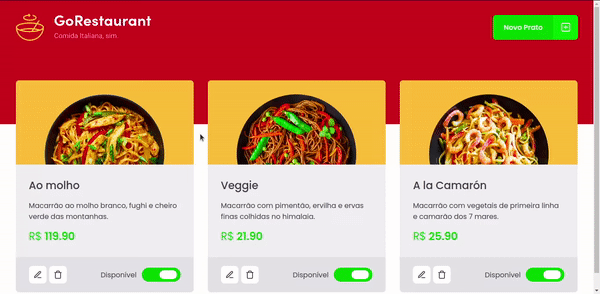 GoRestaurant
Comida Italiana, sim.
Novo Prato
Ao molho
Macarrão ao molho branco, fughi e cheiro
verde das montanhas.
R$ 119.90
Disponível
Veggie
Macarrão com pimentão, ervilha e ervas
finas colhidas no himalaia.
R$ 21.90
Disponível
A la Camarón
Macarrão com vegetais de primeira linha
e camarão dos 7 mares.
R$ 25.90
Disponível